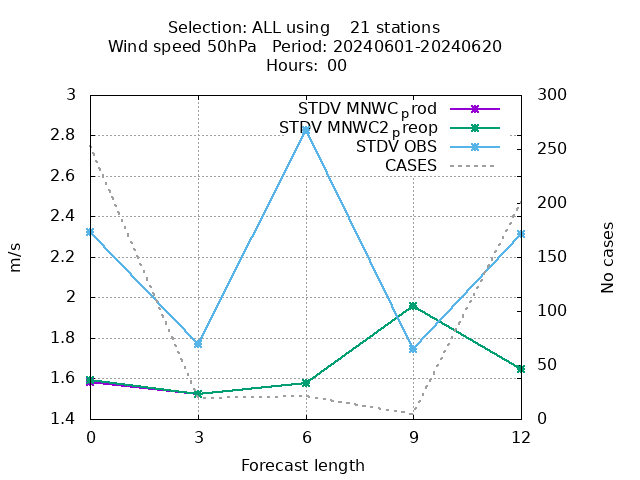 Selection: ALL using    21 stations
Wind speed 50hPa   Period: 20240601-20240620
Hours: 00
m/s
No cases
3
2.8
2.6
2.4
2.2
2
1.8
1.6
1.4
300
250
200
150
100
50
0
STDV MNWCprod
STDV MNWC2preop
STDV OBS
CASES
0 3 6 9 12
Forecast length